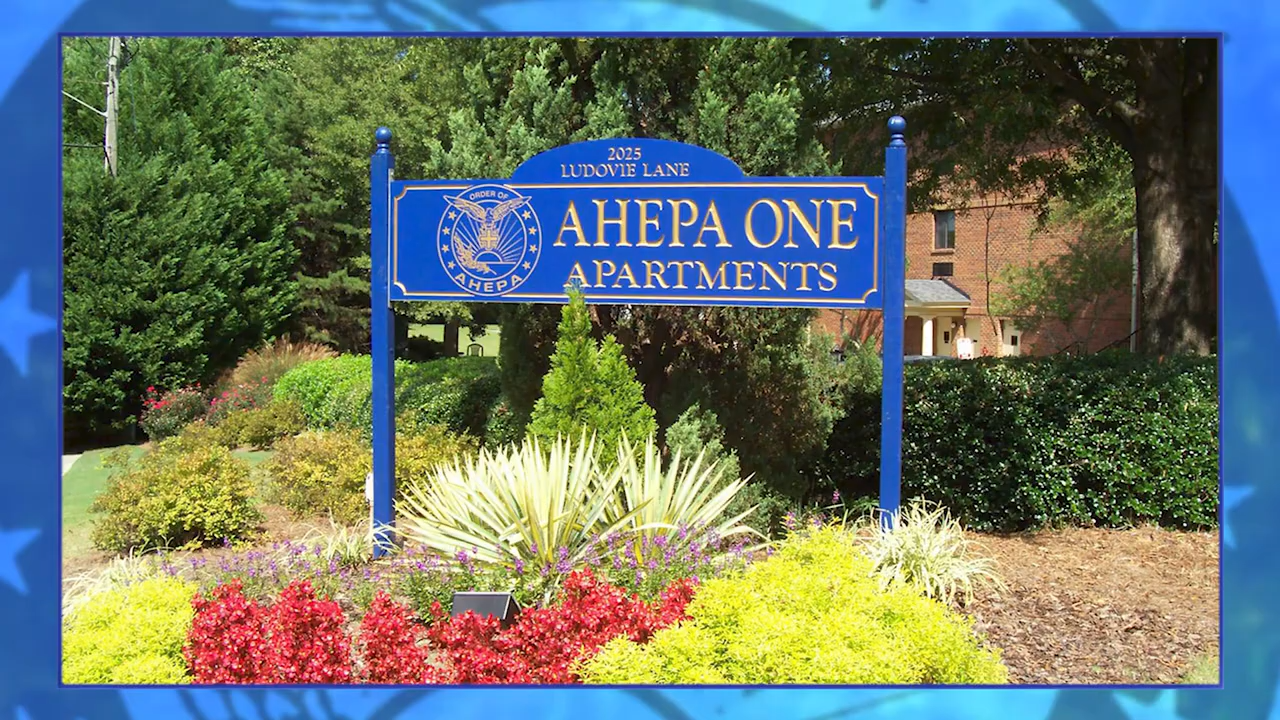 2025
LUDOVIE LANE
ORDER OF
AHEPA
AHEPA ONE
APARTMENTS